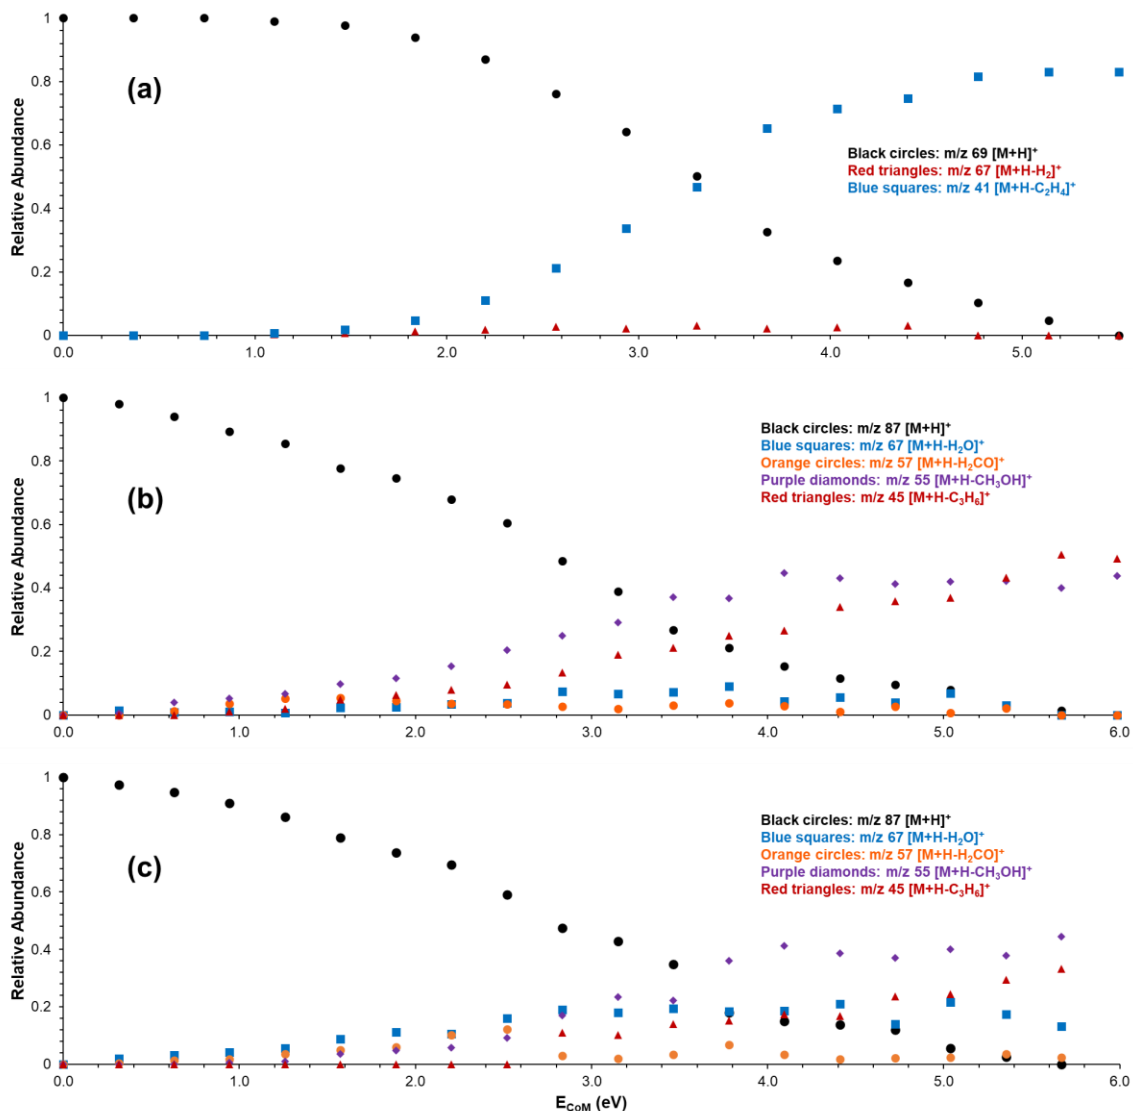 1
0.8
0.6
0.4
0.2
0
Relative Abundance
(a)
Black circles: m/z 69 [M+H]⁺
Red triangles: m/z 67 [M+H-H₂]⁺
Blue squares: m/z 41 [M+H-C₂H₄]⁺
0.0 1.0 2.0 3.0 4.0 5.0
1
0.8
0.6
0.4
0.2
0
Relative Abundance
(b)
Black circles: m/z 87 [M+H]⁺
Blue squares: m/z 67 [M+H-H₂O]⁺
Orange circles: m/z 57 [M+H-H₂CO]⁺
Purple diamonds: m/z 55 [M+H-CH₃OH]⁺
Red triangles: m/z 45 [M+H-C₃H₆]⁺
0.0 1.0 2.0 3.0 4.0 5.0 6.0
1
0.8
0.6
0.4
0.2
0
Relative Abundance
(c)
Black circles: m/z 87 [M+H]⁺
Blue squares: m/z 67 [M+H-H₂O]⁺
Orange circles: m/z 57 [M+H-H₂CO]⁺
Purple diamonds: m/z 55 [M+H-CH₃OH]⁺
Red triangles: m/z 45 [M+H-C₃H₆]⁺
0.0 1.0 2.0 3.0 4.0 5.0 6.0
E_CoM (eV)